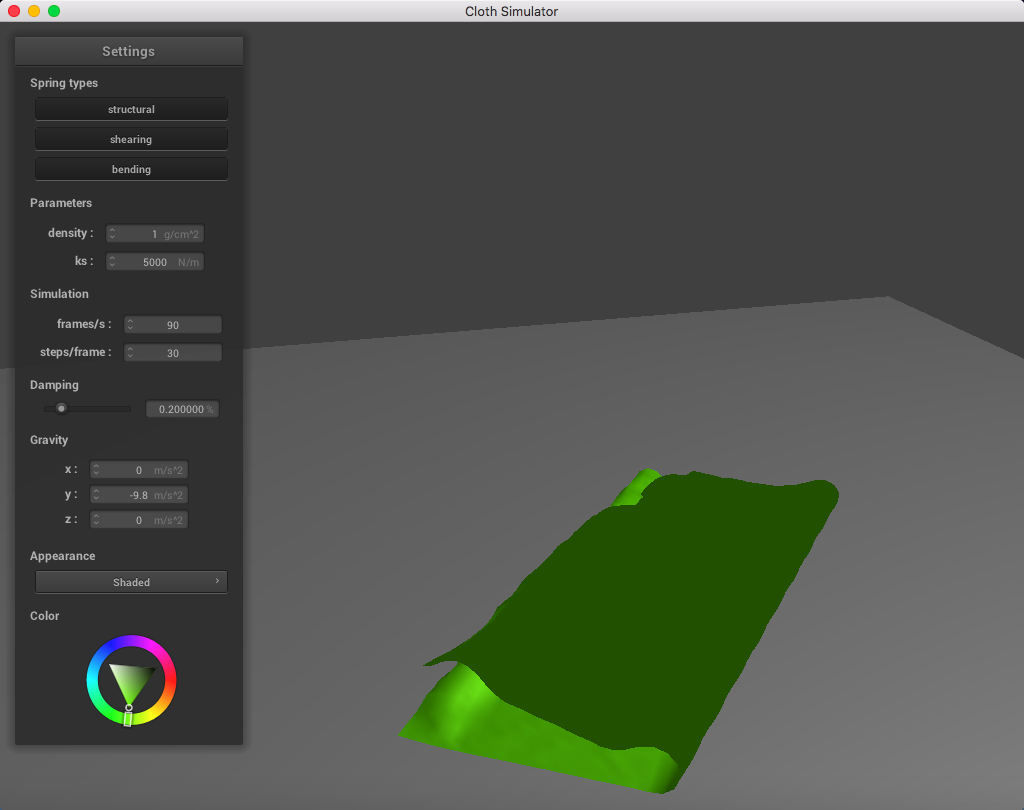 Cloth Simulator
Settings
Spring types
structural
shearing
bending
Parameters
density : 1 g/cm^2
ks : 5000 N/m
Simulation
frames/s : 90
steps/frame : 30
Damping
0.200000 %
Gravity
x : 0 m/s^2
y : -9.8 m/s^2
z : 0 m/s^2
Appearance
Shaded ›
Color